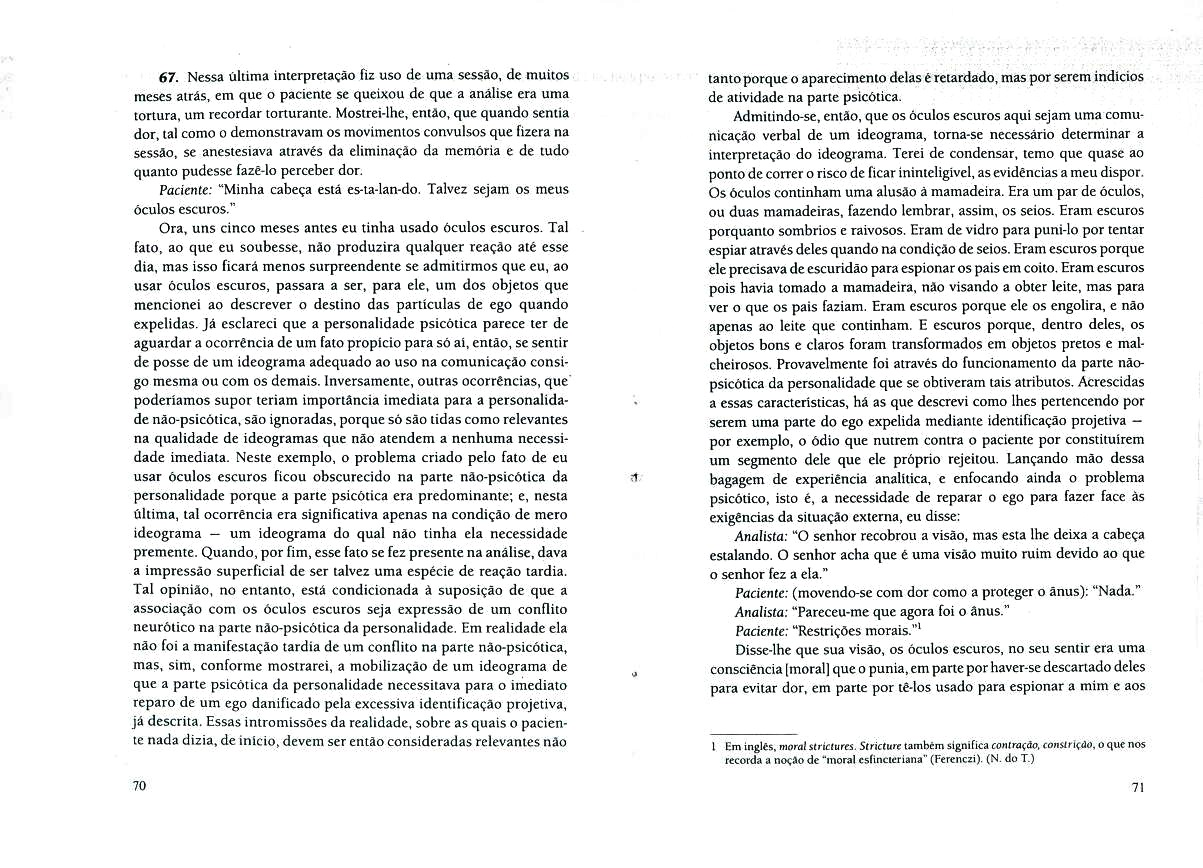 67. Nessa última interpretação fiz uso de uma sessão, de muitos
meses atrás, em que o paciente se queixou de que a análise era uma
tortura, um recordar torturante. Mostrei-lhe, então, que quando sentia
dor, tal como o demonstravam os movimentos convulsos que fizera na
sessão, se anestesiava através da eliminação da memória e de tudo
quanto pudesse fazê-lo perceber dor.
Paciente: “Minha cabeça está es-ta-lan-do. Talvez sejam os meus
óculos escuros.”
Ora, uns cinco meses antes eu tinha usado óculos escuros. Tal
fato, ao que eu soubesse, não produzira qualquer reação até esse
dia, mas isso ficará menos surpreendente se admitirmos que eu, ao
usar óculos escuros, passara a ser, para ele, um dos objetos que
mencionei ao descrever o destino das partículas de ego quando
expelidas. Já esclareci que a personalidade psicótica parece ter de
aguardar a ocorrência de um fato propício para só aí, então, se sentir
de posse de um ideograma adequado ao uso na comunicação consi-
go mesma ou com os demais. Inversamente, outras ocorrências, que
poderíamos supor teriam importância imediata para a personalida-
de não-psicótica, são ignoradas, porque só são tidas como relevantes
na qualidade de ideogramas que não atendem a nenhuma necessi-
dade imediata. Neste exemplo, o problema criado pelo fato de eu
usar óculos escuros ficou obscurecido na parte não-psicótica da
personalidade porque a parte psicótica era predominante; e, nesta
última, tal ocorrência era significativa apenas na condição de mero
ideograma — um ideograma do qual não tinha ela necessidade
premente. Quando, por fim, esse fato se fez presente na análise, dava
a impressão superficial de ser talvez uma espécie de reação tardia.
Tal opinião, no entanto, está condicionada à suposição de que a
associação com os óculos escuros seja expressão de um conflito
neurótico na parte não-psicótica da personalidade. Em realidade ela
não foi a manifestação tardia de um conflito na parte não-psicótica,
mas, sim, conforme mostrarei, a mobilização de um ideograma de
que a parte psicótica da personalidade necessitava para o imediato
reparo de um ego danificado pela excessiva identificação projetiva,
já descrita. Essas intromissões da realidade, sobre as quais o pacien-
te nada dizia, de início, devem ser então consideradas relevantes não
70
tanto porque o aparecimento delas é retardado, mas por serem indícios
de atividade na parte psicótica.
Admitindo-se, então, que os óculos escuros aqui sejam uma comu-
nicação verbal de um ideograma, torna-se necessário determinar a
interpretação do ideograma. Terei de condensar, temo que quase ao
ponto de correr o risco de ficar ininteligível, as evidências a meu dispor.
Os óculos continham uma alusão à mamadeira. Era um par de óculos,
ou duas mamadeiras, fazendo lembrar, assim, os seios. Eram escuros
porquanto sombrios e raivosos. Eram de vidro para puni-lo por tentar
espiar através deles quando na condição de seios. Eram escuros porque
ele precisava de escuridão para espionar os pais em coito. Eram escuros
pois havia tomado a mamadeira, não visando a obter leite, mas para
ver o que os pais faziam. Eram escuros porque ele os engolira, e não
apenas ao leite que continham. E escuros porque, dentro deles, os
objetos bons e claros foram transformados em objetos pretos e mal-
cheirosos. Provavelmente foi através do funcionamento da parte não-
psicótica da personalidade que se obtiveram tais atributos. Acrescidas
a essas características, há as que descrevi como lhes pertencendo por
serem uma parte do ego expelida mediante identificação projetiva —
por exemplo, o ódio que nutrem contra o paciente por constituírem
um segmento dele que ele próprio rejeitou. Lançando mão dessa
bagagem de experiência analítica, e enfocando ainda o problema
psicótico, isto é, a necessidade de reparar o ego para fazer face às
exigências da situação externa, eu disse:
Analista: “O senhor recobrou a visão, mas esta lhe deixa a cabeça
estalando. O senhor acha que é uma visão muito ruim devido ao que
o senhor fez a ela.”
Paciente: (movendo-se com dor como a proteger o ânus): “Nada.”
Analista: “Pareceu-me que agora foi o ânus.”
Paciente: “Restrições morais.”1
Disse-lhe que sua visão, os óculos escuros, no seu sentir era uma
consciência [moral] que o punia, em parte por haver-se descartado deles
para evitar dor, em parte por tê-los usado para espionar a mim e aos
1 Em inglês, moral strictures. Stricture também significa contração, constrição, o que nos
recorda a noção de “moral esfincteriana” (Ferenczi). (N. do T.)
71